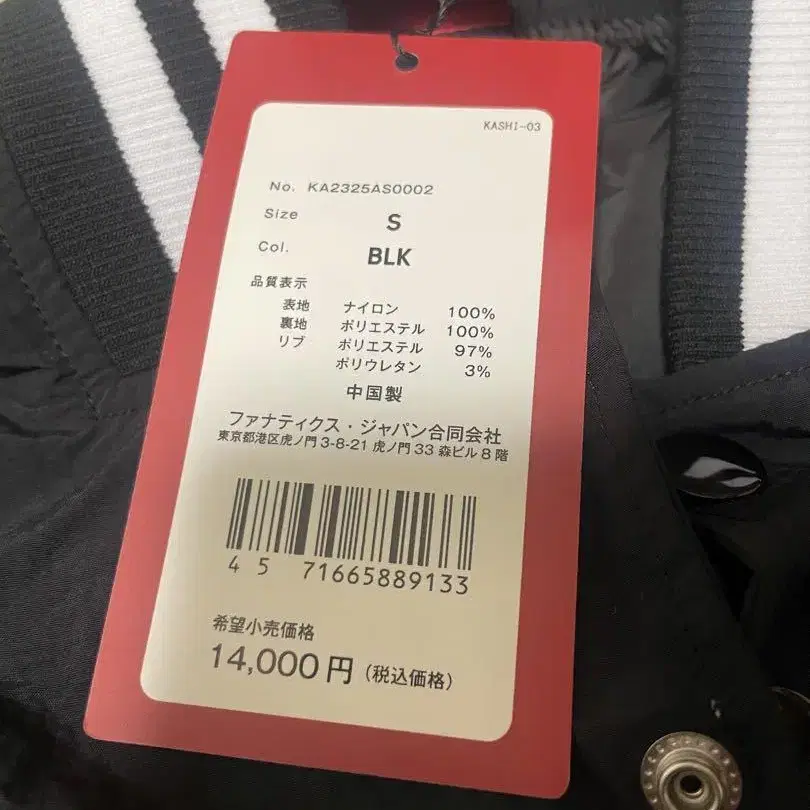 KASHI-03
No. KA2325AS0002
Size S
Col. BLK
品質表示
表地 ナイロン 100%
裏地 ポリエステル 100%
リブ ポリエステル 97%
ポリウレタン 3%
中国製
ファナティクス・ジャパン合同会社
東京都港区虎ノ門3-8-21 虎ノ門33 森ビル8階
4 5 71665889133
希望小売価格
14,000円(税込価格)